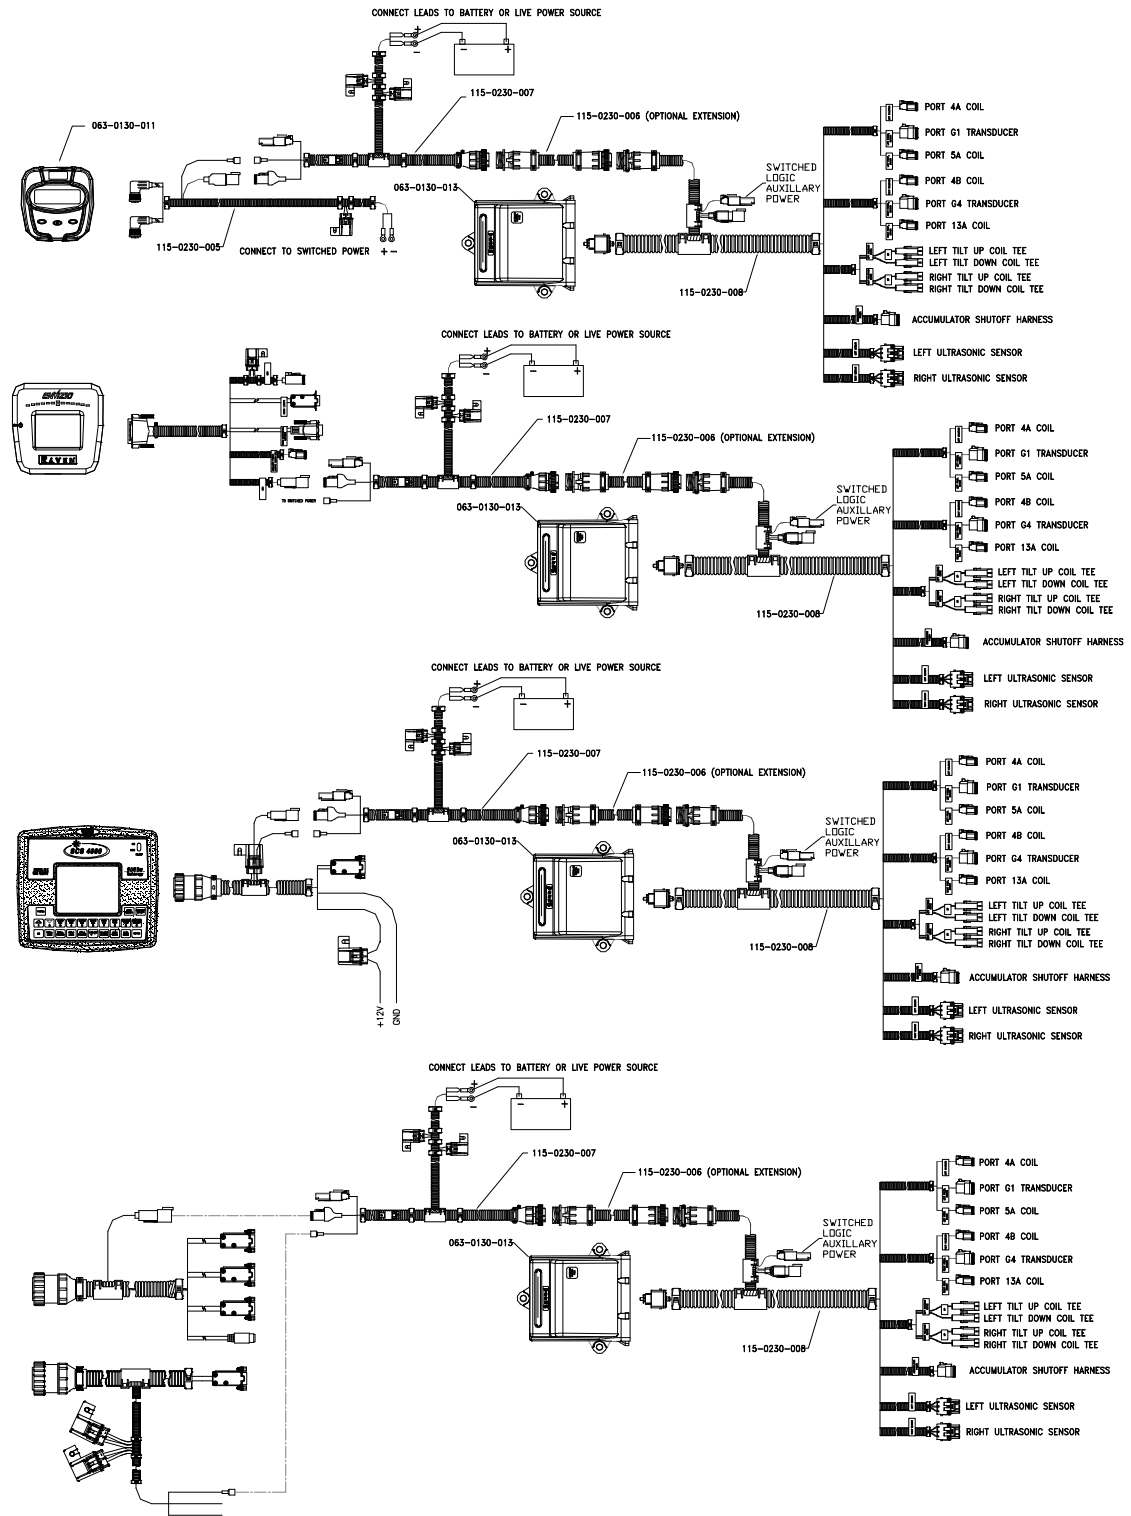 CONNECT LEADS TO BATTERY OR LIVE POWER SOURCE
+
-
- +
115-0230-007
115-0230-006 (OPTIONAL EXTENSION)
063-0130-011
063-0130-013
115-0230-005
CONNECT TO SWITCHED POWER + -
SWITCHED
LOGIC
AUXILLARY
POWER
115-0230-008
PORT 4A COIL
PORT G1 TRANSDUCER
PORT 5A COIL
PORT 4B COIL
PORT G4 TRANSDUCER
PORT 13A COIL
LEFT TILT UP COIL TEE
LEFT TILT DOWN COIL TEE
RIGHT TILT UP COIL TEE
RIGHT TILT DOWN COIL TEE
ACCUMULATOR SHUTOFF HARNESS
LEFT ULTRASONIC SENSOR
RIGHT ULTRASONIC SENSOR
CONNECT LEADS TO BATTERY OR LIVE POWER SOURCE
+
-
- +
115-0230-007
115-0230-006 (OPTIONAL EXTENSION)
RAVEN
TO SWITCHED POWER
063-0130-013
SWITCHED
LOGIC
AUXILLARY
POWER
115-0230-008
PORT 4A COIL
PORT G1 TRANSDUCER
PORT 5A COIL
PORT 4B COIL
PORT G4 TRANSDUCER
PORT 13A COIL
LEFT TILT UP COIL TEE
LEFT TILT DOWN COIL TEE
RIGHT TILT UP COIL TEE
RIGHT TILT DOWN COIL TEE
ACCUMULATOR SHUTOFF HARNESS
LEFT ULTRASONIC SENSOR
RIGHT ULTRASONIC SENSOR
CONNECT LEADS TO BATTERY OR LIVE POWER SOURCE
+
-
- +
115-0230-007
115-0230-006 (OPTIONAL EXTENSION)
063-0130-013
SWITCHED
LOGIC
AUXILLARY
POWER
+12V
GND
115-0230-008
PORT 4A COIL
PORT G1 TRANSDUCER
PORT 5A COIL
PORT 4B COIL
PORT G4 TRANSDUCER
PORT 13A COIL
LEFT TILT UP COIL TEE
LEFT TILT DOWN COIL TEE
RIGHT TILT UP COIL TEE
RIGHT TILT DOWN COIL TEE
ACCUMULATOR SHUTOFF HARNESS
LEFT ULTRASONIC SENSOR
RIGHT ULTRASONIC SENSOR
CONNECT LEADS TO BATTERY OR LIVE POWER SOURCE
+
-
- +
115-0230-007
115-0230-006 (OPTIONAL EXTENSION)
063-0130-013
SWITCHED
LOGIC
AUXILLARY
POWER
115-0230-008
PORT 4A COIL
PORT G1 TRANSDUCER
PORT 5A COIL
PORT 4B COIL
PORT G4 TRANSDUCER
PORT 13A COIL
LEFT TILT UP COIL TEE
LEFT TILT DOWN COIL TEE
RIGHT TILT UP COIL TEE
RIGHT TILT DOWN COIL TEE
ACCUMULATOR SHUTOFF HARNESS
LEFT ULTRASONIC SENSOR
RIGHT ULTRASONIC SENSOR